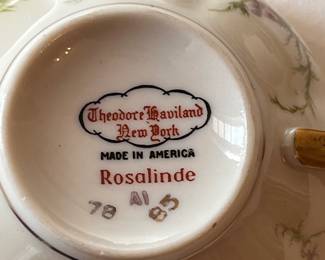 Theodore Haviland
New York
MADE IN AMERICA
Rosalinde
78 A1 85